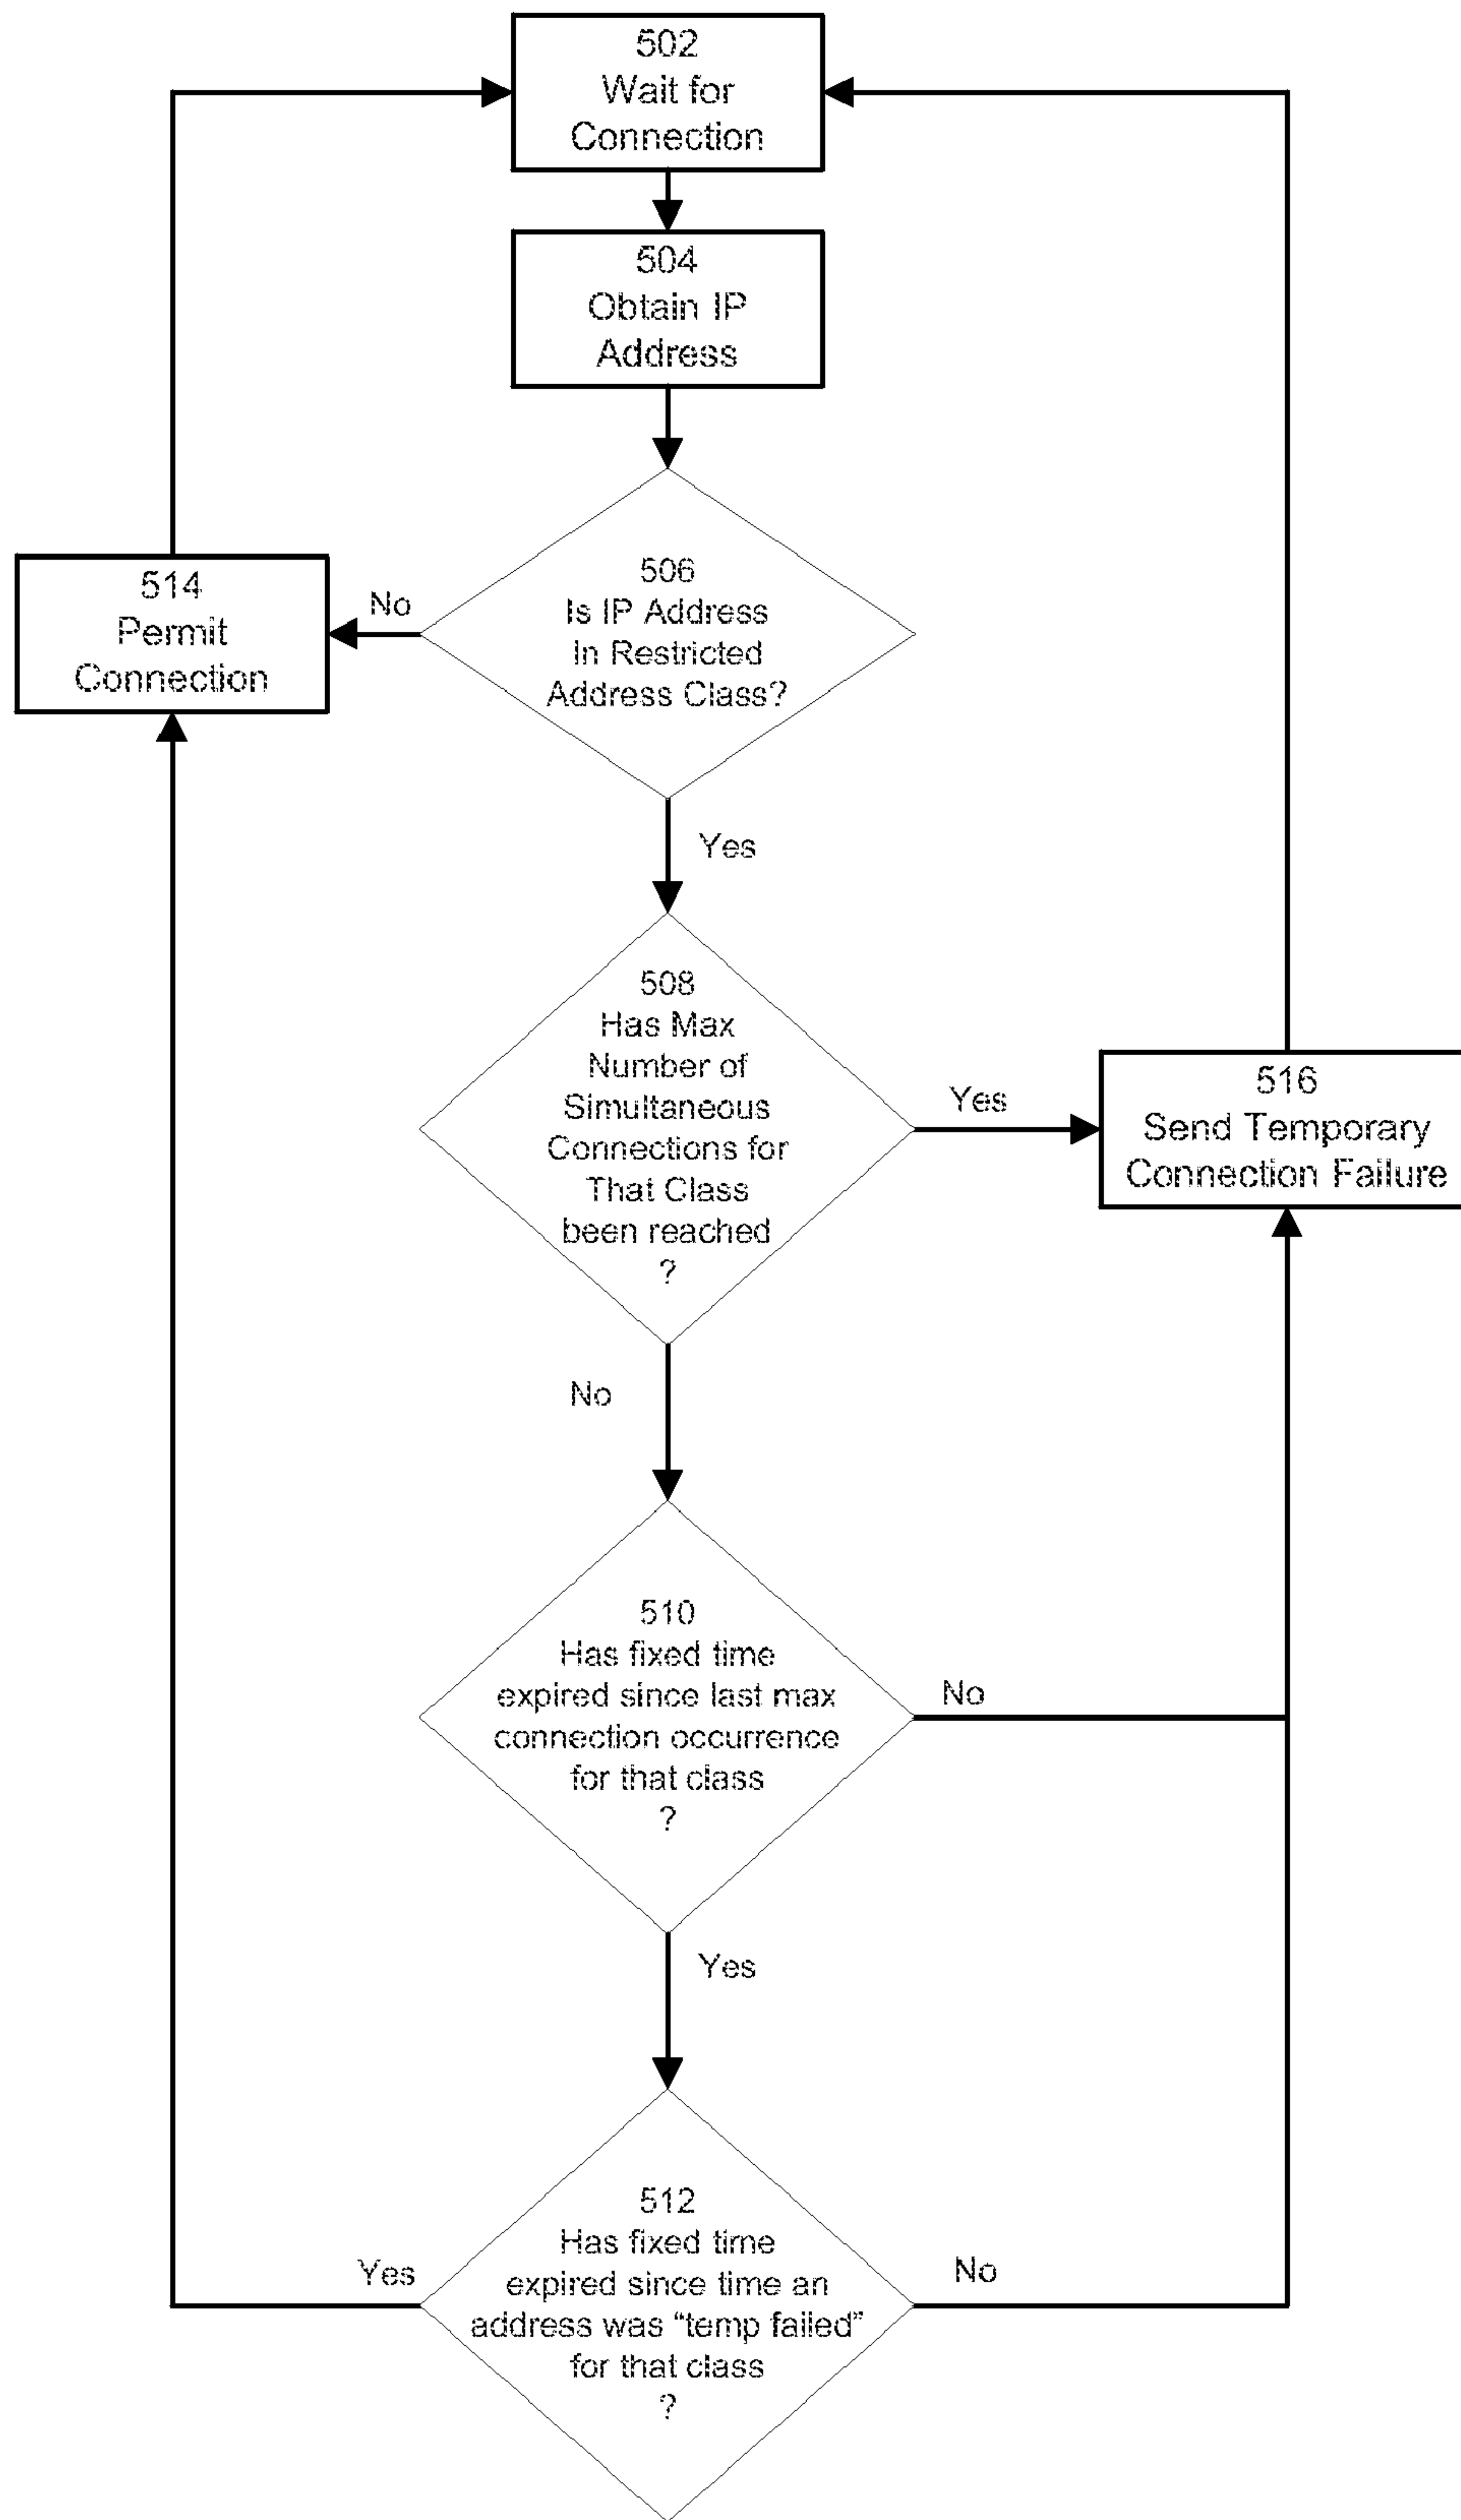 502
Wait for
Connection
504
Obtain IP
Address
506
Is IP Address
In Restricted
Address Class?
No
514
Permit
Connection
Yes
508
Has Max
Number of
Simultaneous
Connections for
That Class
been reached
?
Yes
516
Send Temporary
Connection Failure
No
510
Has fixed time
expired since last max
connection occurrence
for that class
?
No
Yes
512
Has fixed time
expired since time an
address was “temp failed”
for that class
?
Yes
No